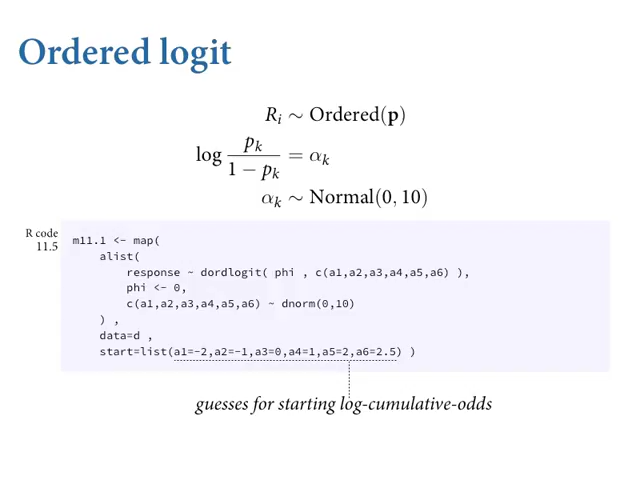 Ordered logit
R_i ~ Ordered(p)
log p_k / (1 − p_k) = α_k
α_k ~ Normal(0, 10)
R code
11.5
m11.1 <- map(
    alist(
        response ~ dordlogit( phi , c(a1,a2,a3,a4,a5,a6) ),
        phi <- 0,
        c(a1,a2,a3,a4,a5,a6) ~ dnorm(0,10)
    ) ,
    data=d ,
    start=list(a1=-2,a2=-1,a3=0,a4=1,a5=2,a6=2.5) )
guesses for starting log-cumulative-odds